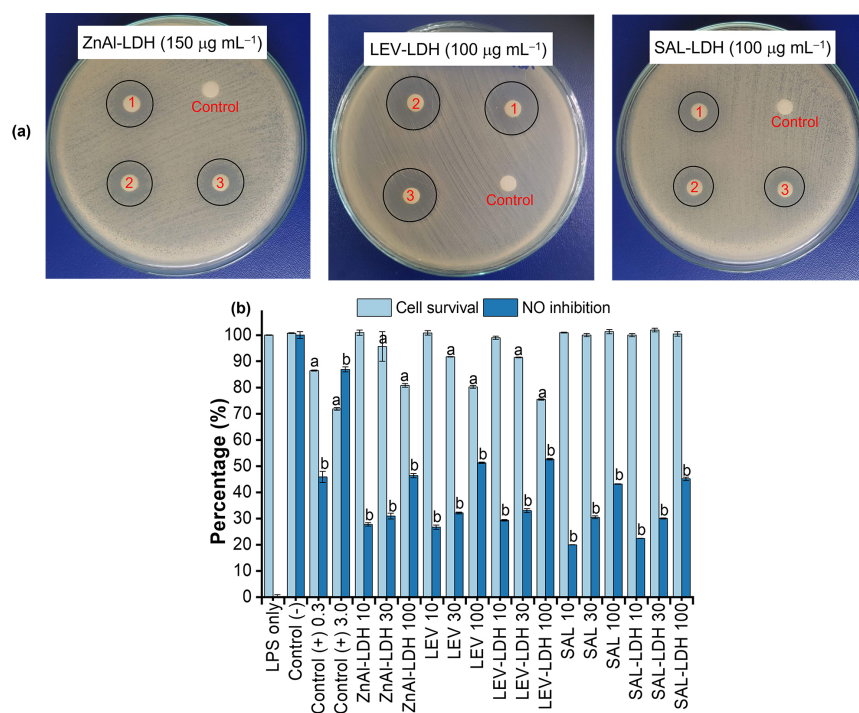 ZnAl-LDH (150 μg mL⁻¹)
LEV-LDH (100 μg mL⁻¹)
SAL-LDH (100 μg mL⁻¹)
(a)
1
Control
2
3
2
1
3
Control
1
Control
2
3
(b)
Cell survival
NO inhibition
Percentage (%)
100
90
80
70
60
50
40
30
20
10
0
a
b
a
b
a
b
b
a
b
b
a
b
a
b
b
a
b
a
b
b
b
b
b
b
b
LPS only
Control (-)
Control (+) 0.3
Control (+) 3.0
ZnAl-LDH 10
ZnAl-LDH 30
ZnAl-LDH 100
LEV 10
LEV 30
LEV 100
LEV-LDH 10
LEV-LDH 30
LEV-LDH 100
SAL 10
SAL 30
SAL 100
SAL-LDH 10
SAL-LDH 30
SAL-LDH 100